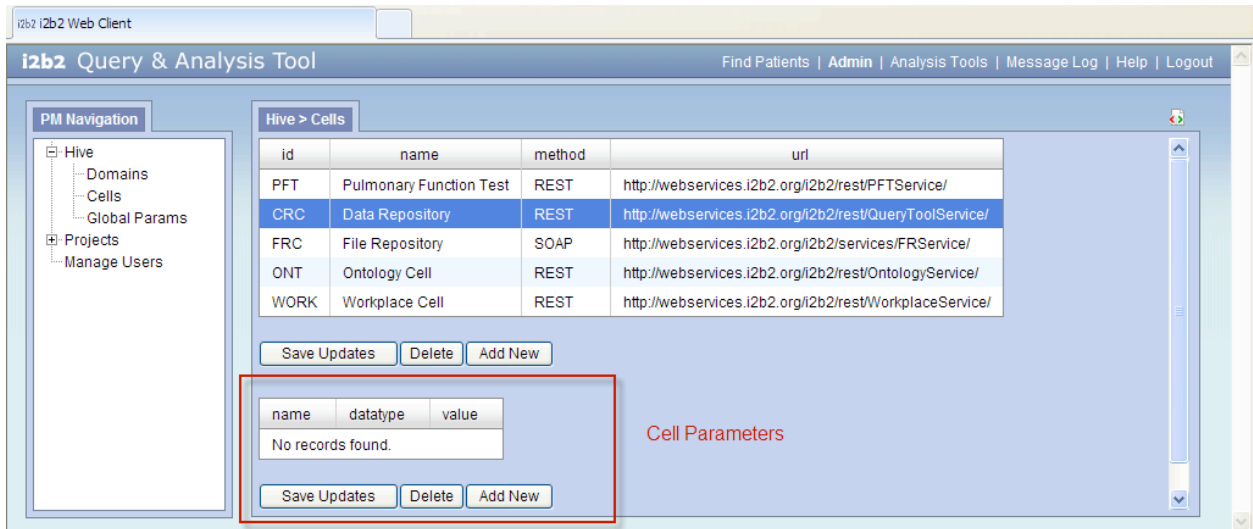 i2b2 i2b2 Web Client
i2b2 Query & Analysis Tool
Find Patients | Admin | Analysis Tools | Message Log | Help | Logout
PM Navigation
Hive
Domains
Cells
Global Params
Projects
Manage Users
Hive > Cells
id name method url
PFT Pulmonary Function Test REST http://webservices.i2b2.org/i2b2/rest/PFTService/
CRC Data Repository REST http://webservices.i2b2.org/i2b2/rest/QueryToolService/
FRC File Repository SOAP http://webservices.i2b2.org/i2b2/services/FRService/
ONT Ontology Cell REST http://webservices.i2b2.org/i2b2/rest/OntologyService/
WORK Workplace Cell REST http://webservices.i2b2.org/i2b2/rest/WorkplaceService/
Save Updates Delete Add New
name datatype value
No records found.
Cell Parameters
Save Updates Delete Add New